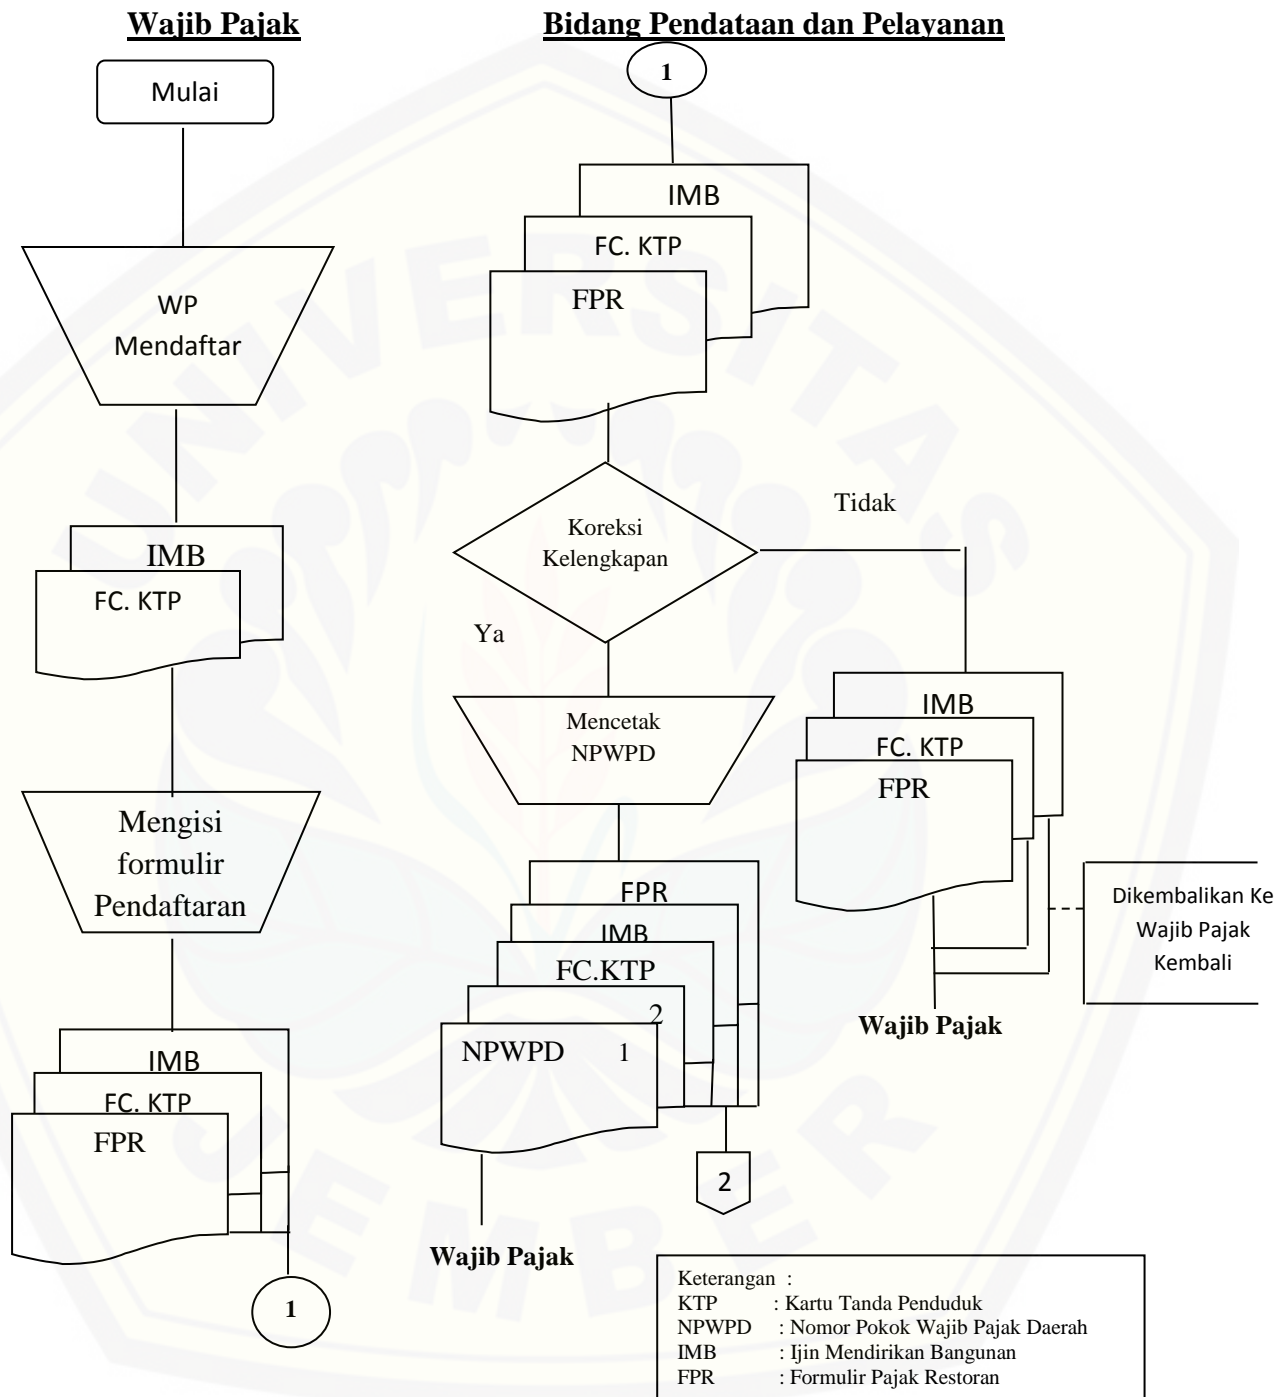 Wajib Pajak
Mulai
WP
Mendaftar
IMB
FC. KTP
Mengisi
formulir
Pendaftaran
IMB
FC. KTP
FPR
1
Bidang Pendataan dan Pelayanan
1
IMB
FC. KTP
FPR
Koreksi
Kelengkapan
Tidak
Ya
Mencetak
NPWPD
FPR
IMB
FC.KTP
2
NPWPD 1
2
Wajib Pajak
IMB
FC. KTP
FPR
Dikembalikan Ke
Wajib Pajak
Kembali
Wajib Pajak
Keterangan :
KTP : Kartu Tanda Penduduk
NPWPD : Nomor Pokok Wajib Pajak Daerah
IMB : Ijin Mendirikan Bangunan
FPR : Formulir Pajak Restoran
UNIVERSITAS
JEMBER